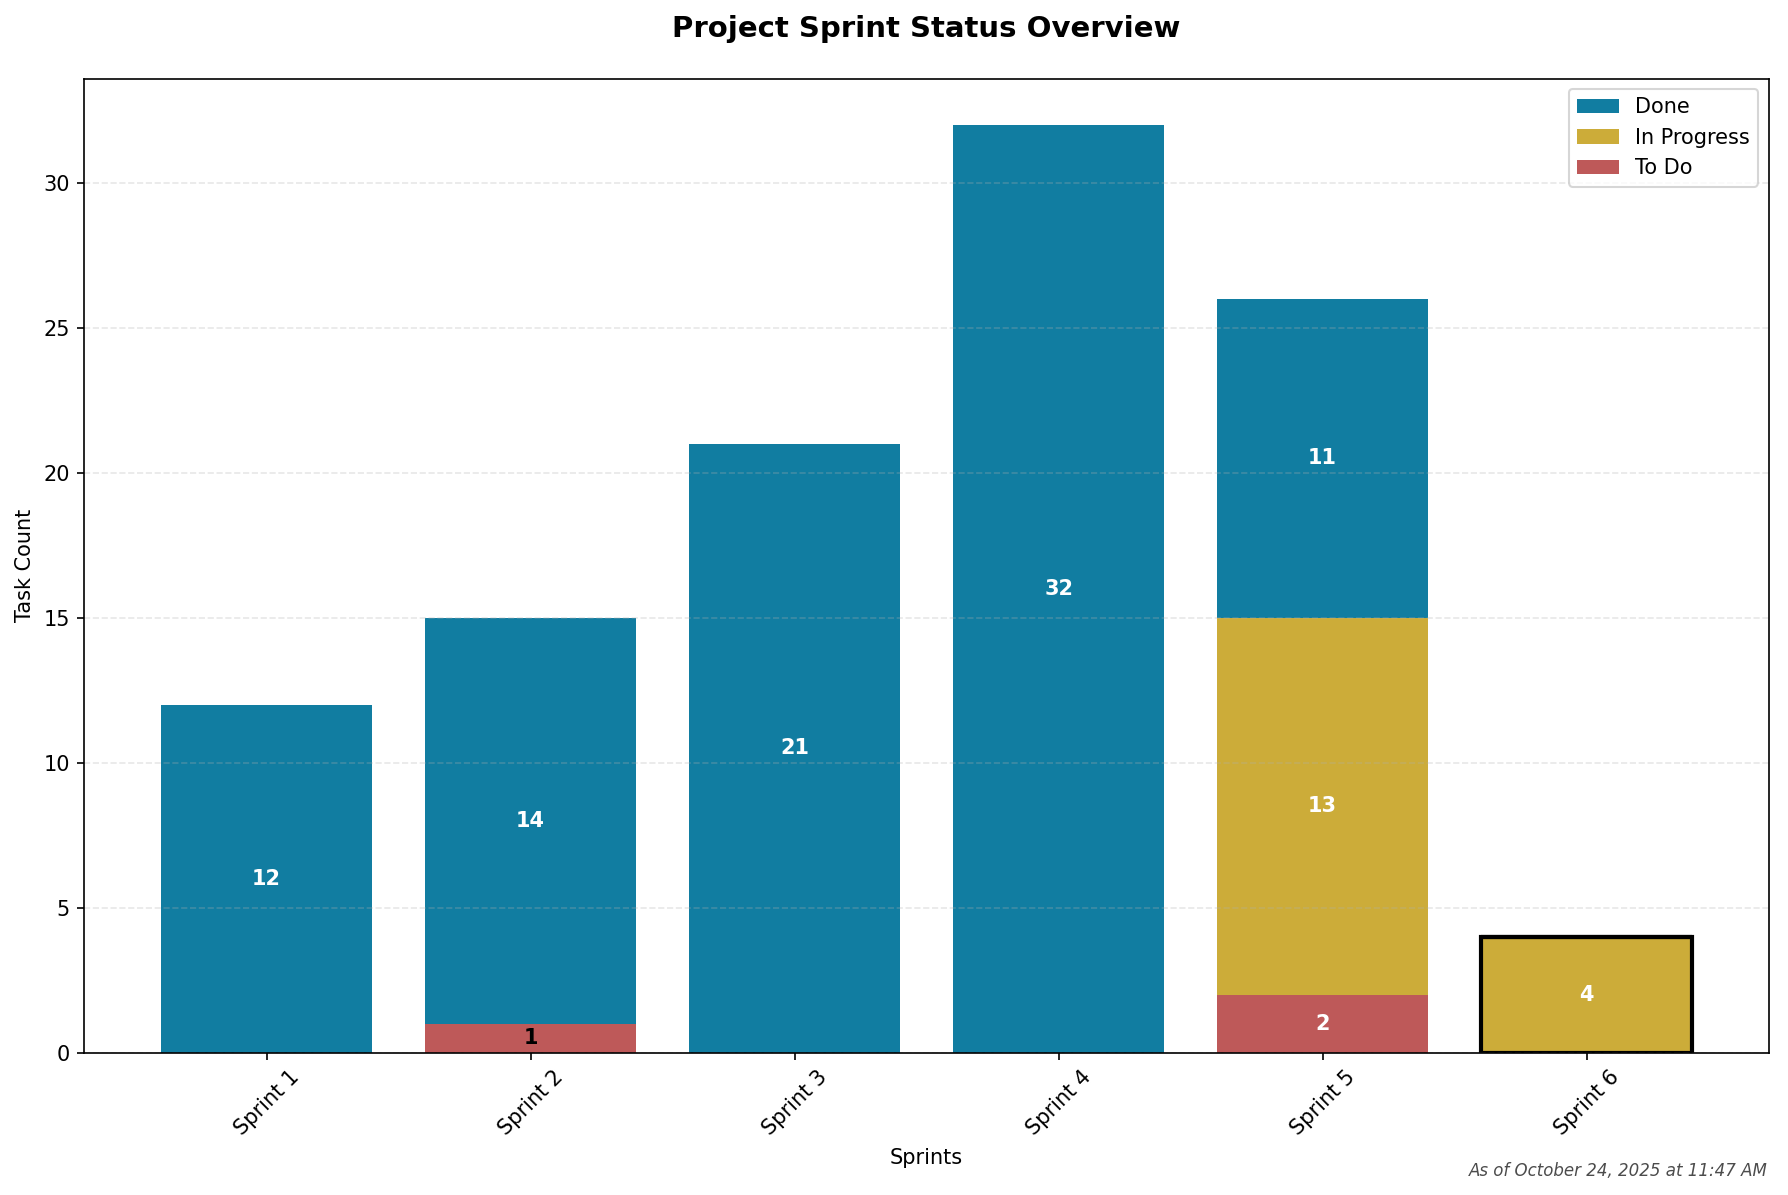 Project Sprint Status Overview
Done
In Progress
To Do
Task Count
30
25
20
15
10
5
0
12
14
1
21
32
11
13
2
4
Sprint 1
Sprint 2
Sprint 3
Sprint 4
Sprint 5
Sprint 6
Sprints
As of October 24, 2025 at 11:47 AM